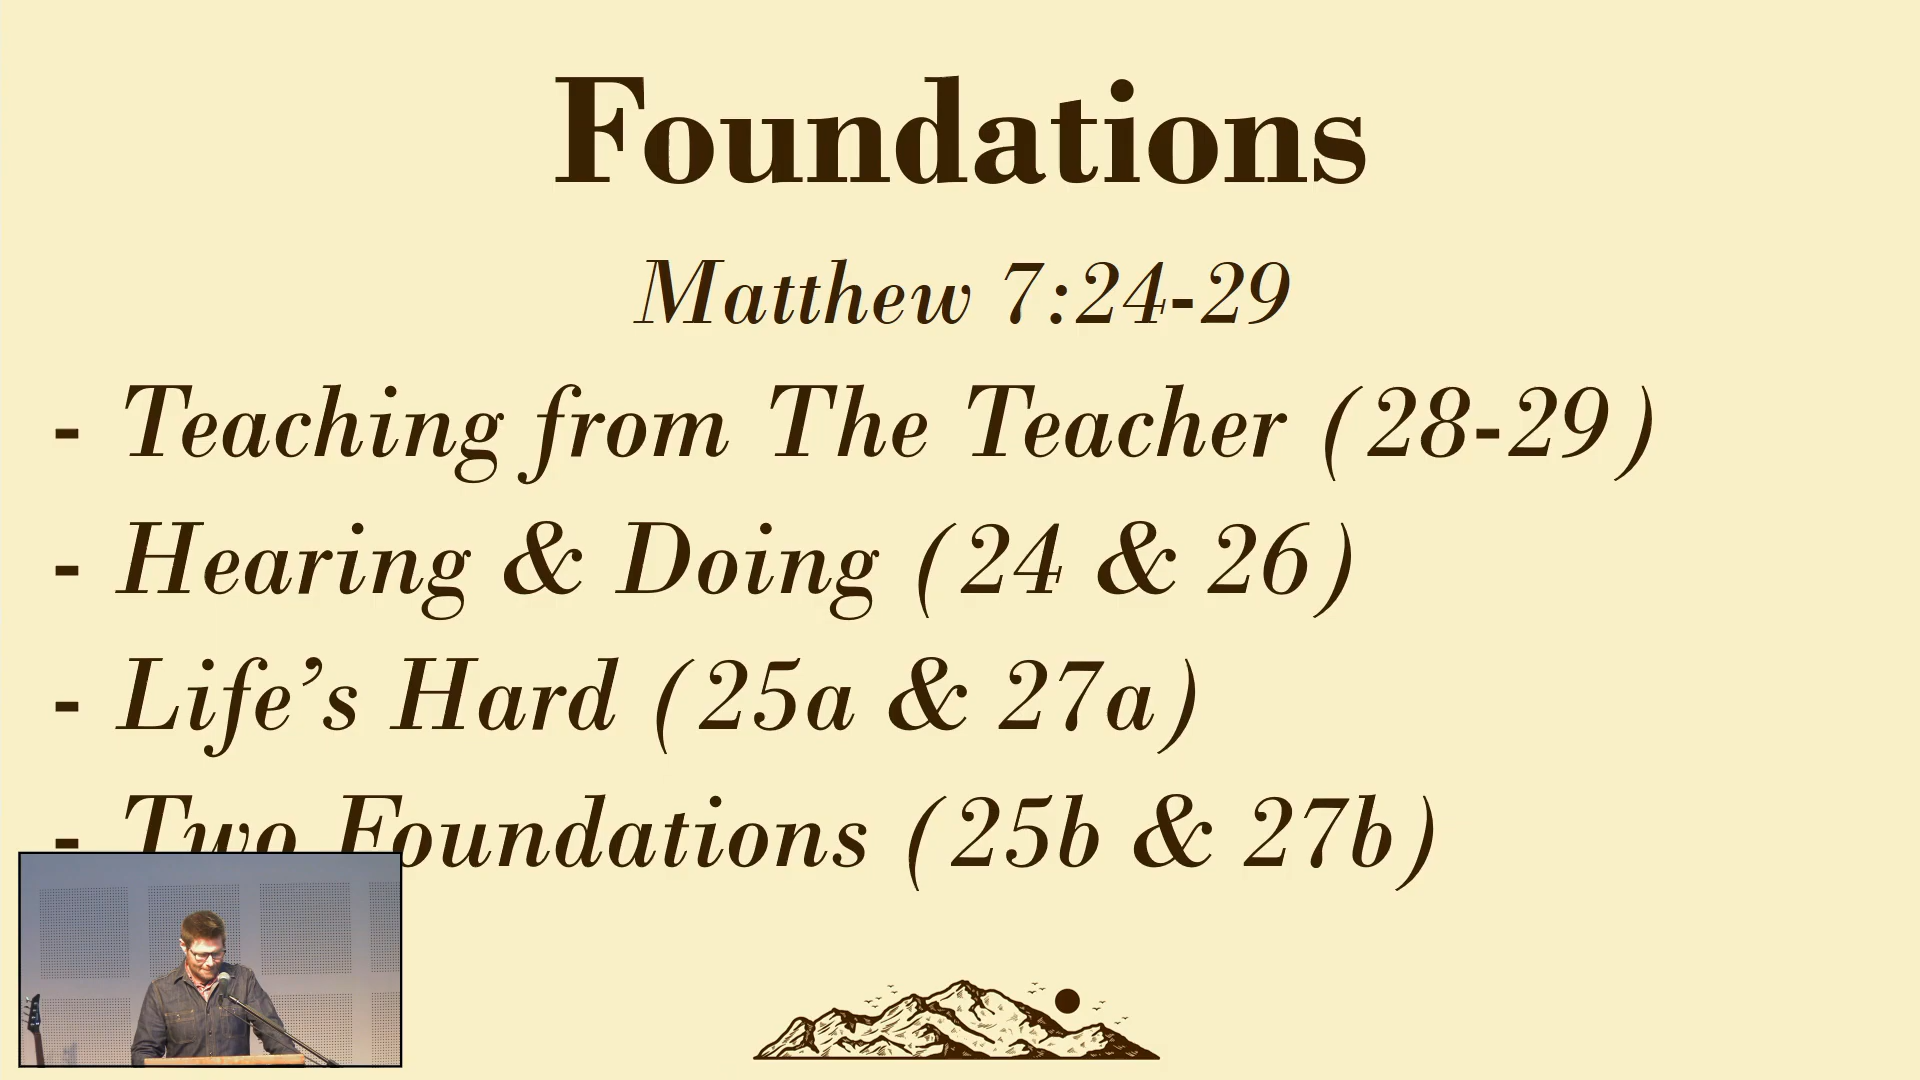 Foundations
Matthew 7:24-29
- Teaching from The Teacher (28-29)
- Hearing & Doing (24 & 26)
- Life’s Hard (25a & 27a)
- Two Foundations (25b & 27b)